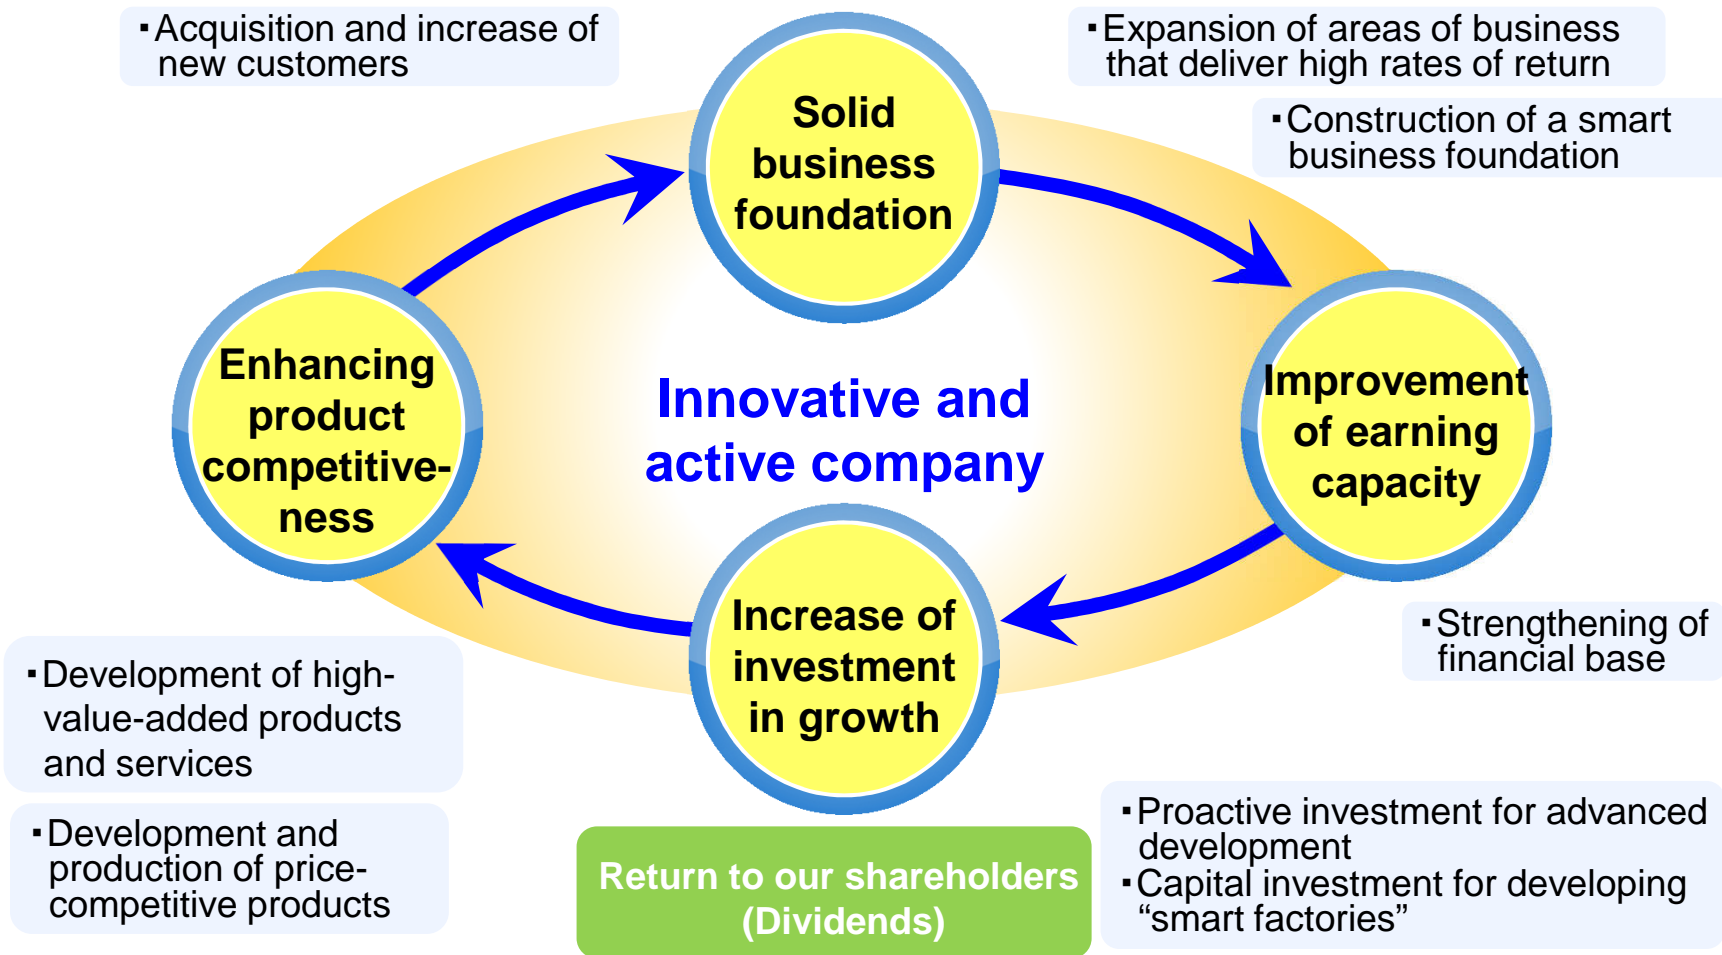 ▪Acquisition and increase of
new customers
▪Expansion of areas of business
that deliver high rates of return
▪Construction of a smart
business foundation
Solid
business
foundation
Enhancing
product
competitive-
ness
Innovative and
active company
Improvement
of earning
capacity
Increase of
investment
in growth
▪Strengthening of
financial base
▪Development of high-
value-added products
and services
▪Development and
production of price-
competitive products
Return to our shareholders
(Dividends)
▪Proactive investment for advanced
development
▪Capital investment for developing
“smart factories”